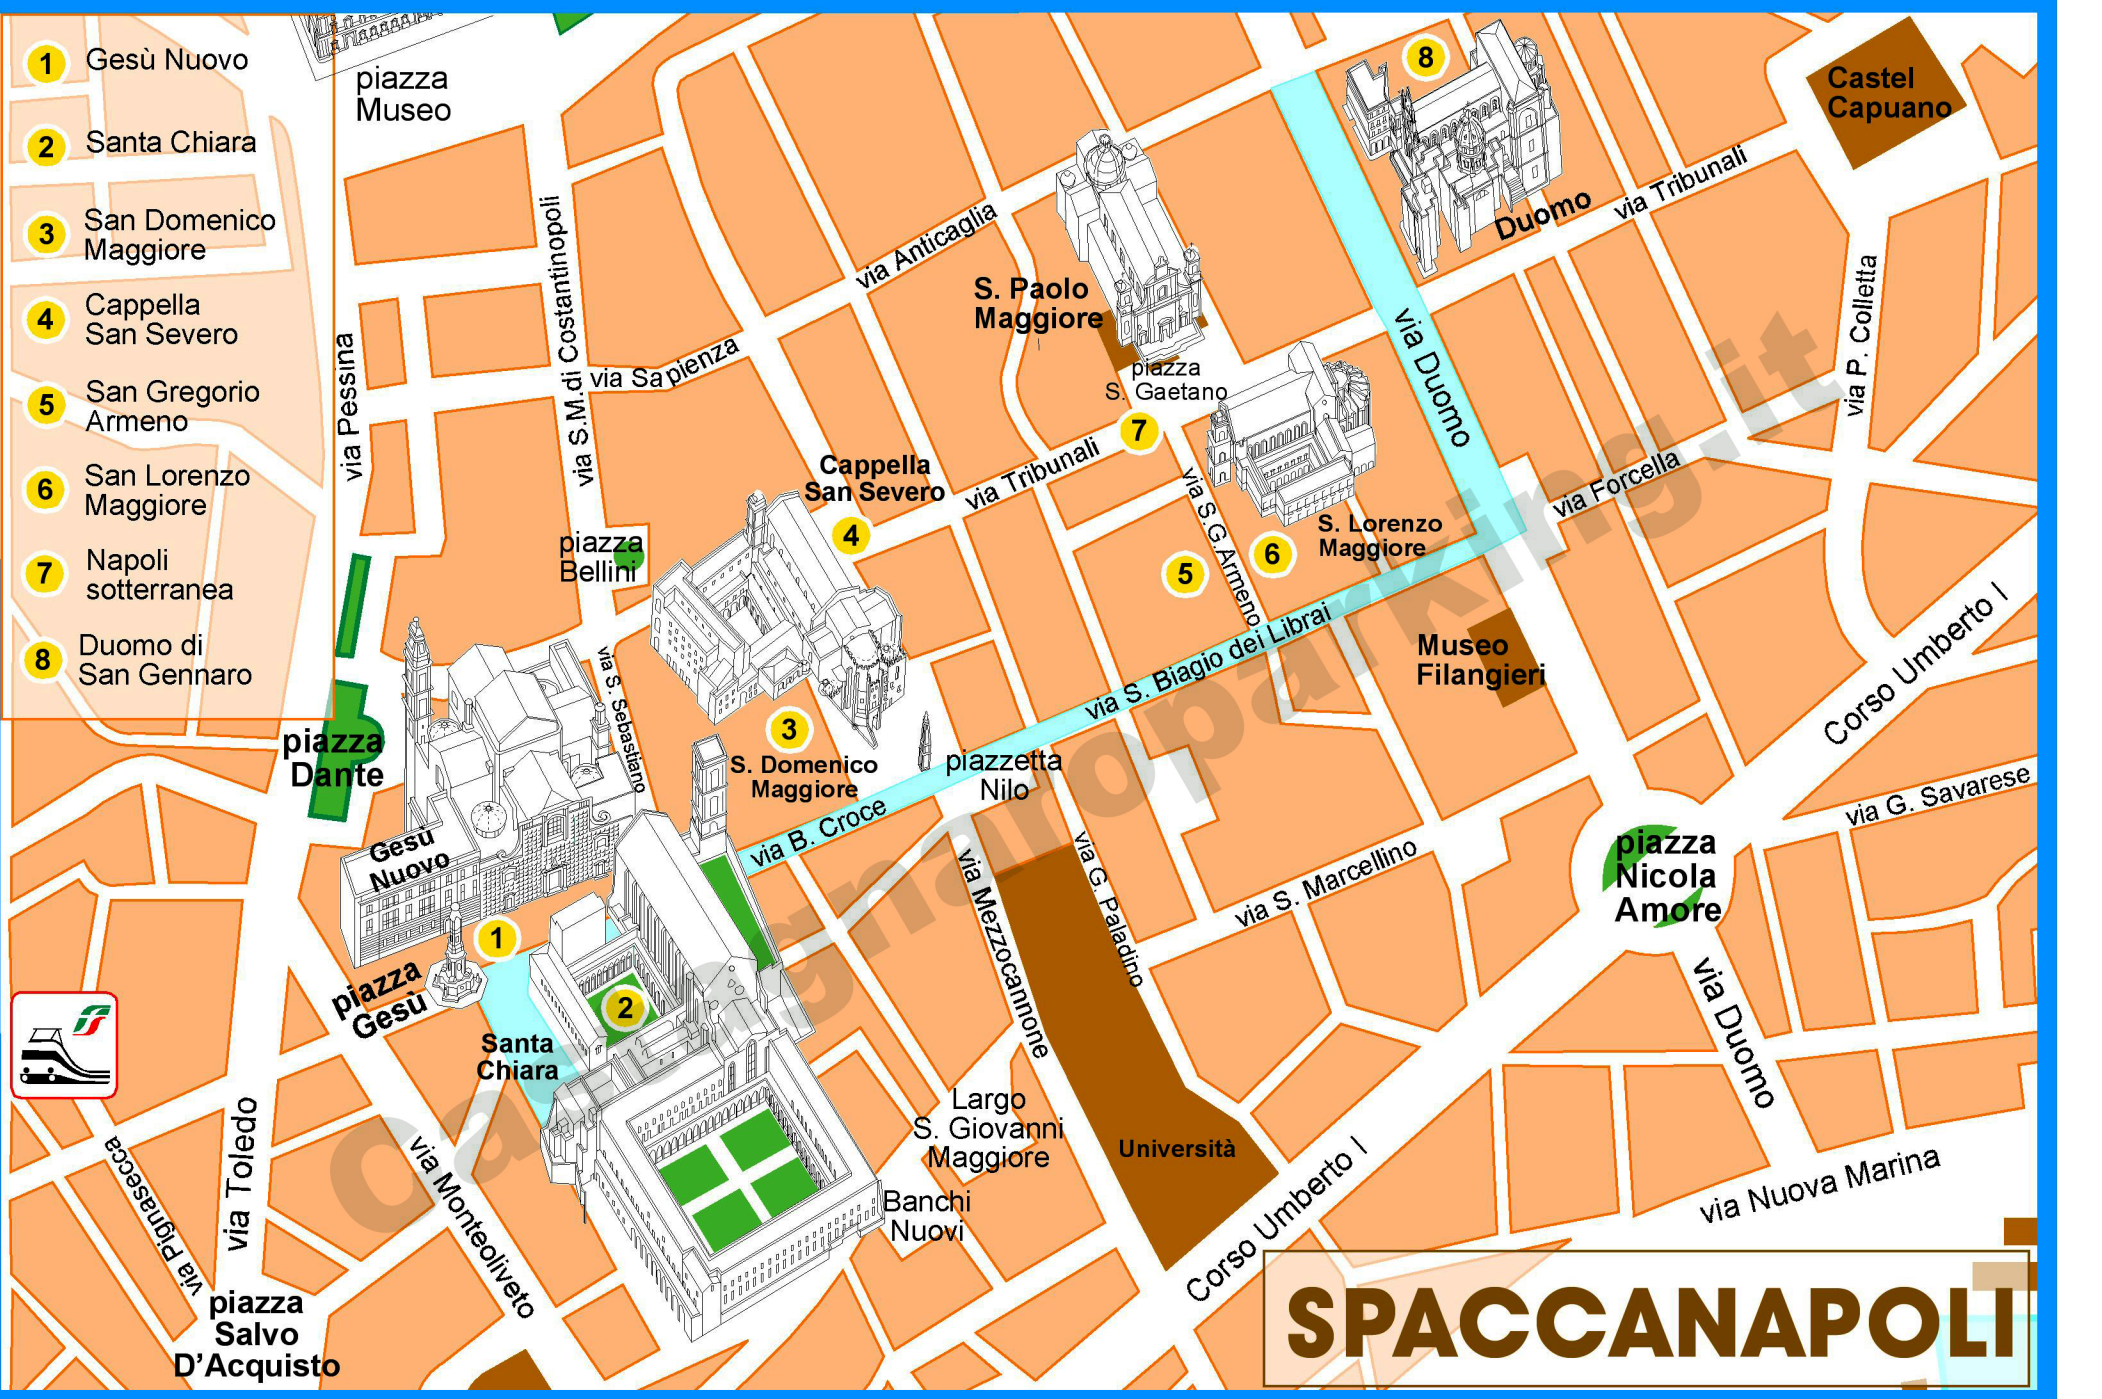 1 Gesù Nuovo
2 Santa Chiara
3 San Domenico
Maggiore
4 Cappella
San Severo
5 San Gregorio
Armeno
6 San Lorenzo
Maggiore
7 Napoli
sotterranea
8 Duomo di
San Gennaro
piazza
Museo
8
Castel
Capuano
Duomo
via Tribunali
via Anticaglia
S. Paolo
Maggiore
piazza
S. Gaetano
7
via Duomo
via P. Colletta
via S.M.di Costantinopoli
via Pessina
via Sapienza
Cappella
San Severo
4
via Tribunali
via S.G.Armeno
5
6
S. Lorenzo
Maggiore
via Forcella
piazza
Bellini
via S. Sebastiano
3
S. Domenico
Maggiore
piazza
Dante
via S. Biagio dei Librai
Museo
Filangieri
Corso Umberto I
piazzetta
Nilo
via B. Croce
Gesù
Nuovo
1
piazza
Gesù
2
Santa
Chiara
via Mezzocannone
via G. Paladino
via S. Marcellino
piazza
Nicola
Amore
via G. Savarese
via Duomo
via Nuova Marina
Largo
S. Giovanni
Maggiore
Banchi
Nuovi
Università
Corso Umberto I
via Toledo
via Pignasecca
via Monteoliveto
piazza
Salvo
D'Acquisto
Castagnaroparking.it
SPACCANAPOLI